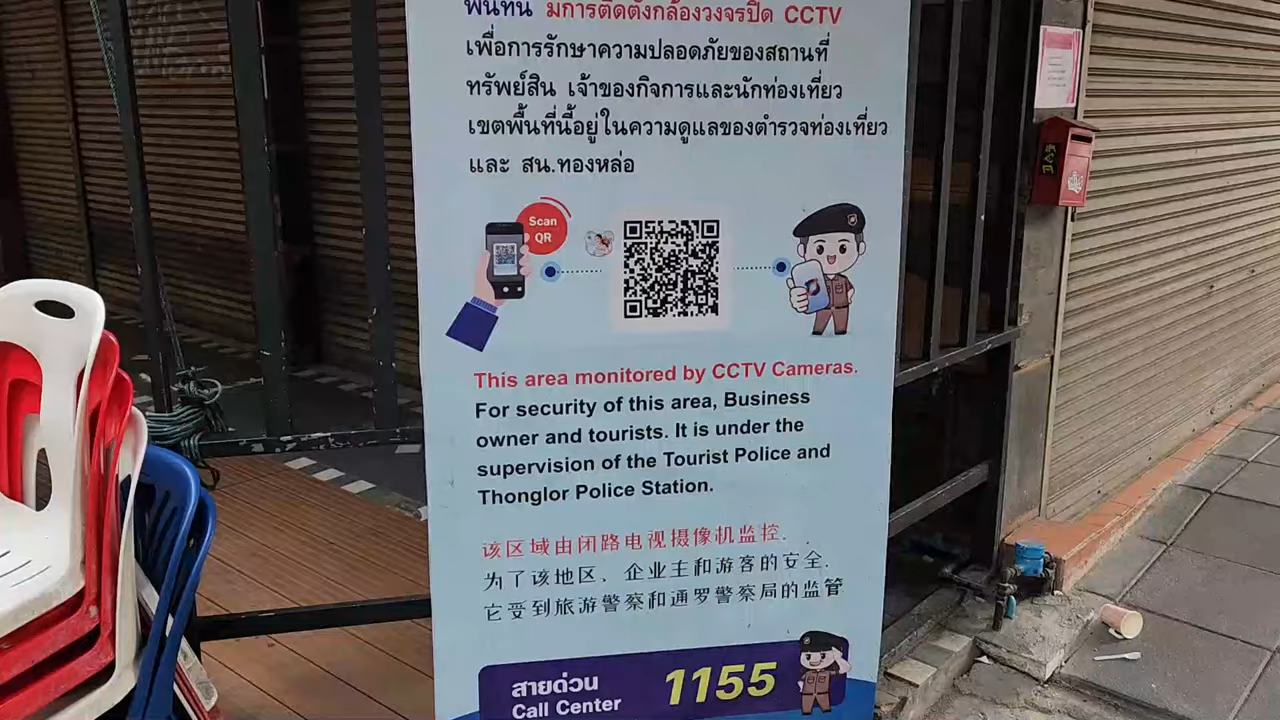 พื้นที่นี้ มีการติดตั้งกล้องวงจรปิด CCTV
เพื่อการรักษาความปลอดภัยของสถานที่
ทรัพย์สิน เจ้าของกิจการและนักท่องเที่ยว
เขตพื้นที่นี้อยู่ในความดูแลของตำรวจท่องเที่ยว
และ สน.ทองหล่อ
Scan
QR
This area monitored by CCTV Cameras.
For security of this area, Business
owner and tourists. It is under the
supervision of the Tourist Police and
Thonglor Police Station.
该区域由闭路电视摄像机监控.
为了该地区、企业主和游客的安全.
它受到旅游警察和通罗警察局的监管
สายด่วน
Call Center
1155